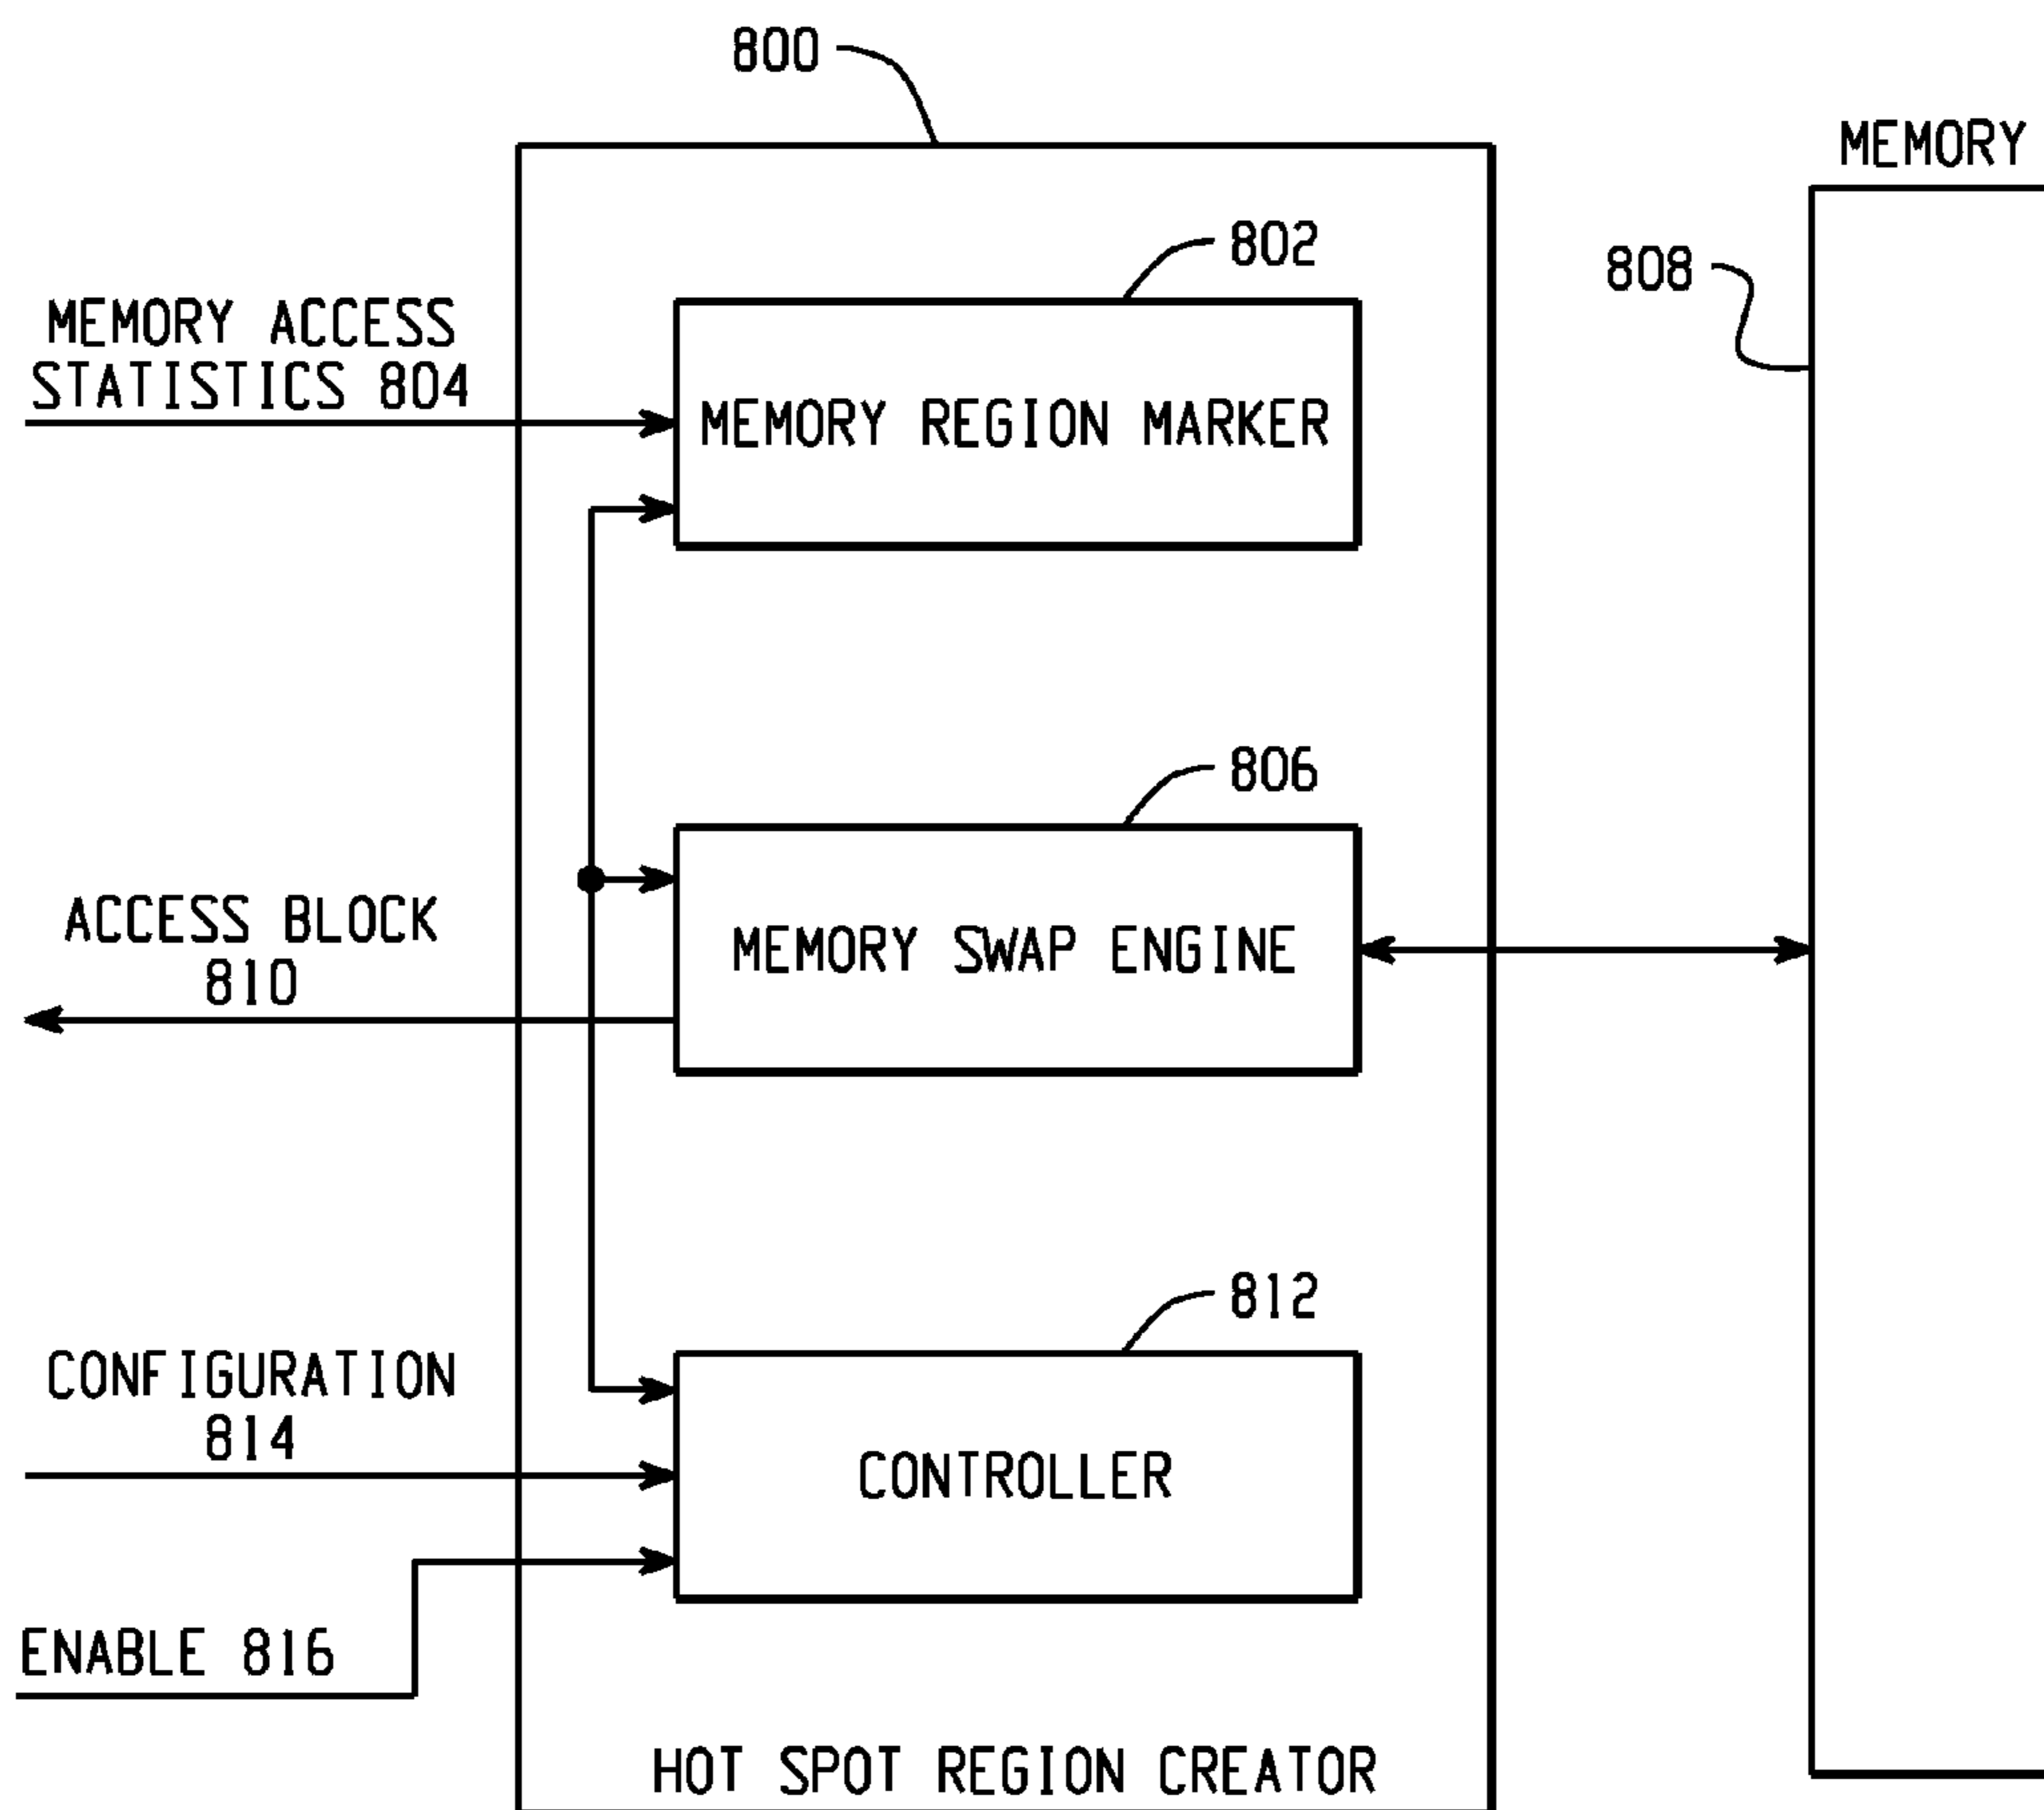 800
MEMORY
802
808
MEMORY ACCESS
STATISTICS 804
MEMORY REGION MARKER
806
ACCESS BLOCK
810
MEMORY SWAP ENGINE
812
CONFIGURATION
814
CONTROLLER
ENABLE 816
HOT SPOT REGION CREATOR